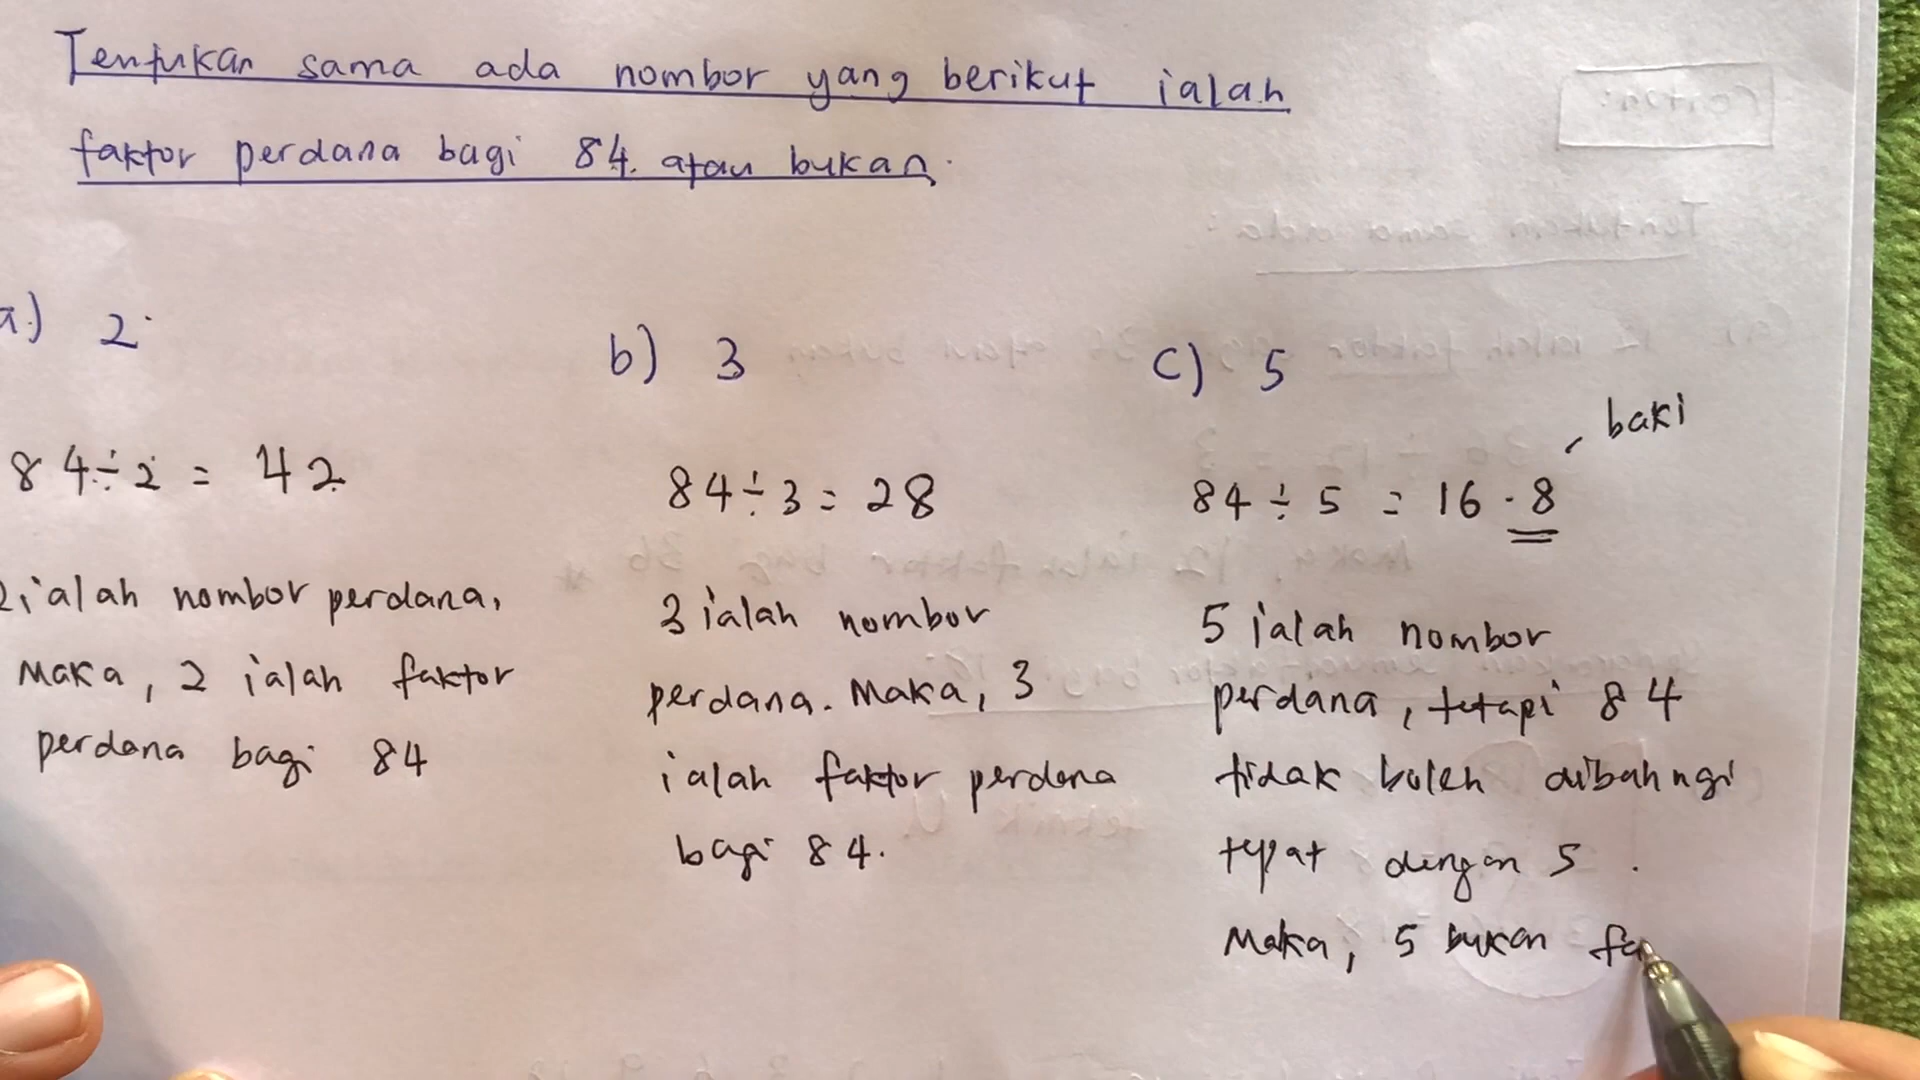 Tentukan sama ada nombor yang berikut ialah
faktor perdana bagi 84. atau bukan.
a) 2
84÷2 = 42
2 ialah nombor perdana,
Maka, 2 ialah faktor
perdana bagi 84
b) 3
84÷3 = 28
3 ialah nombor
perdana. Maka, 3
ialah faktor perdana
bagi 84.
c) 5
baki
84 ÷ 5 = 16.8
5 ialah nombor
perdana, tetapi 84
tidak boleh dibahngi
tepat dengan 5.
Maka, 5 bukan fa